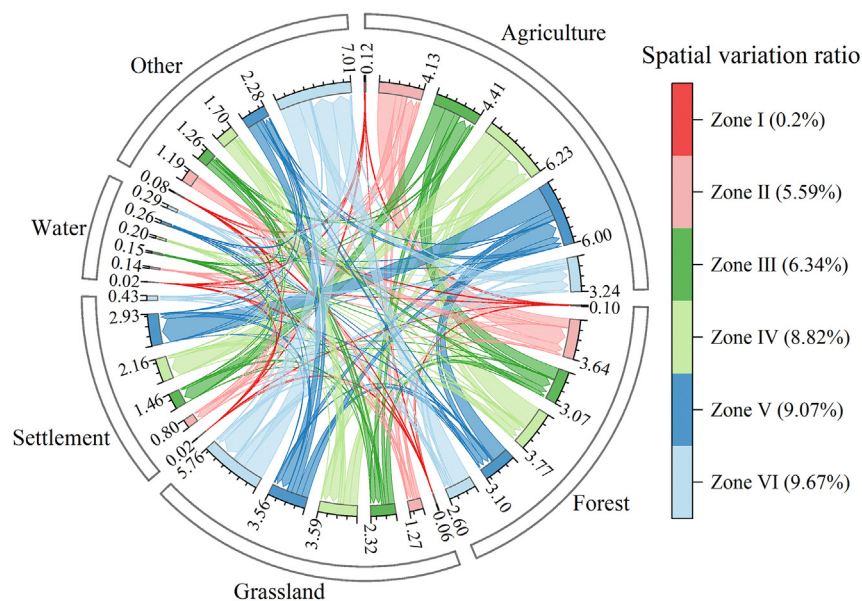 Agriculture
Forest
Grassland
Settlement
Water
Other
0.12
4.13
4.41
6.23
6.00
3.24
0.10
3.64
3.07
3.77
3.10
2.60
0.06
1.27
2.32
3.59
3.56
5.76
0.02
0.80
1.46
2.16
2.93
0.43
0.02
0.14
0.15
0.20
0.26
0.29
0.08
1.19
1.26
1.70
2.28
7.01
Spatial variation ratio
Zone I (0.2%)
Zone II (5.59%)
Zone III (6.34%)
Zone IV (8.82%)
Zone V (9.07%)
Zone VI (9.67%)